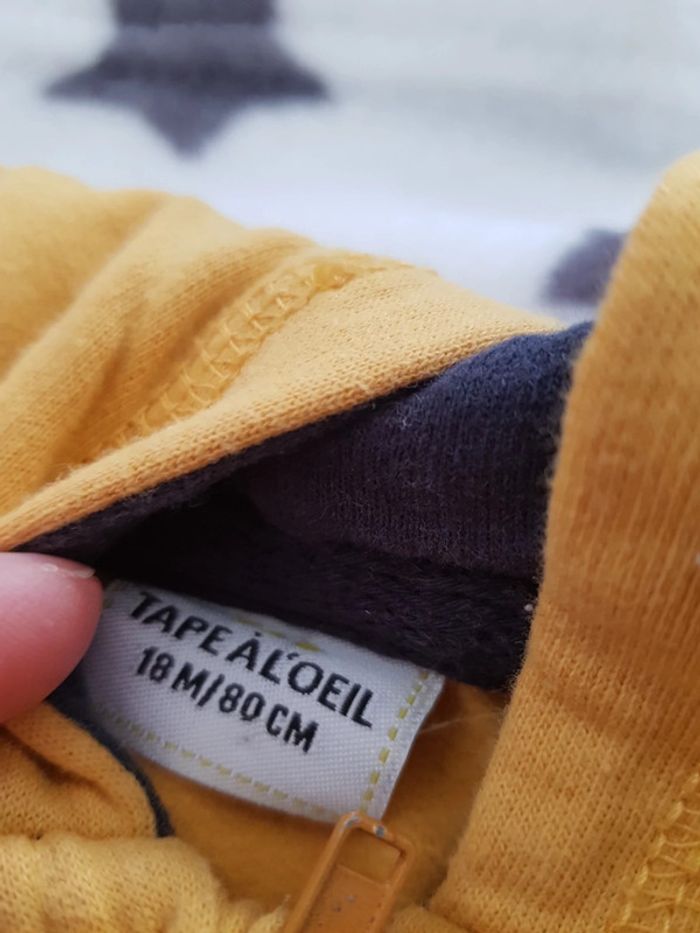 TAPE À L'OEIL
18 M/80 CM